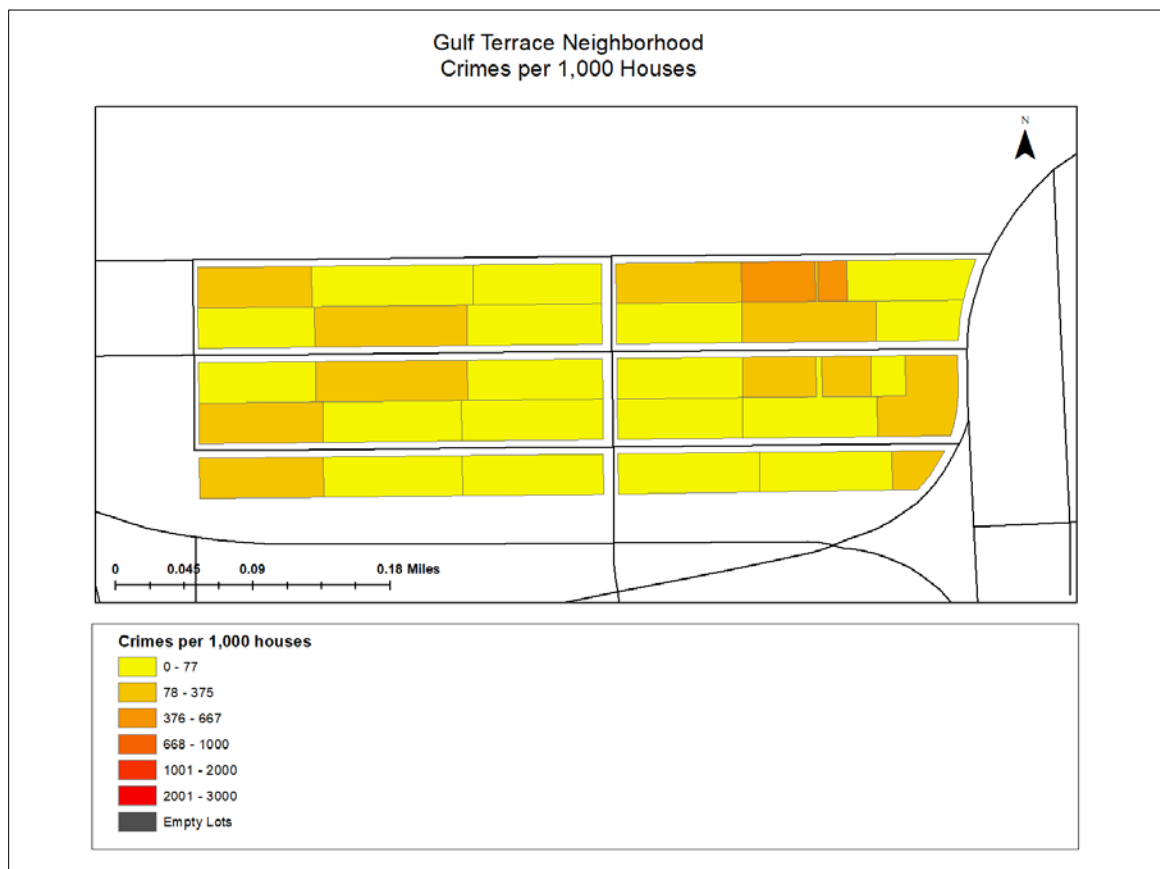 Gulf Terrace Neighborhood
Crimes per 1,000 Houses
N
0 0.045 0.09 0.18 Miles
Crimes per 1,000 houses
0 - 77
78 - 375
376 - 667
668 - 1000
1001 - 2000
2001 - 3000
Empty Lots